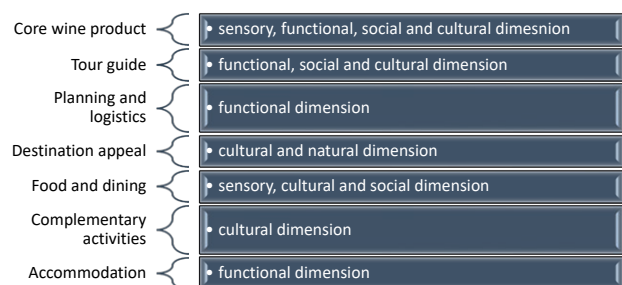 Core wine product
• sensory, functional, social and cultural dimesnion
Tour guide
• functional, social and cultural dimension
Planning and
logistics
• functional dimension
Destination appeal
• cultural and natural dimension
Food and dining
• sensory, cultural and social dimension
Complementary
activities
• cultural dimension
Accommodation
• functional dimension